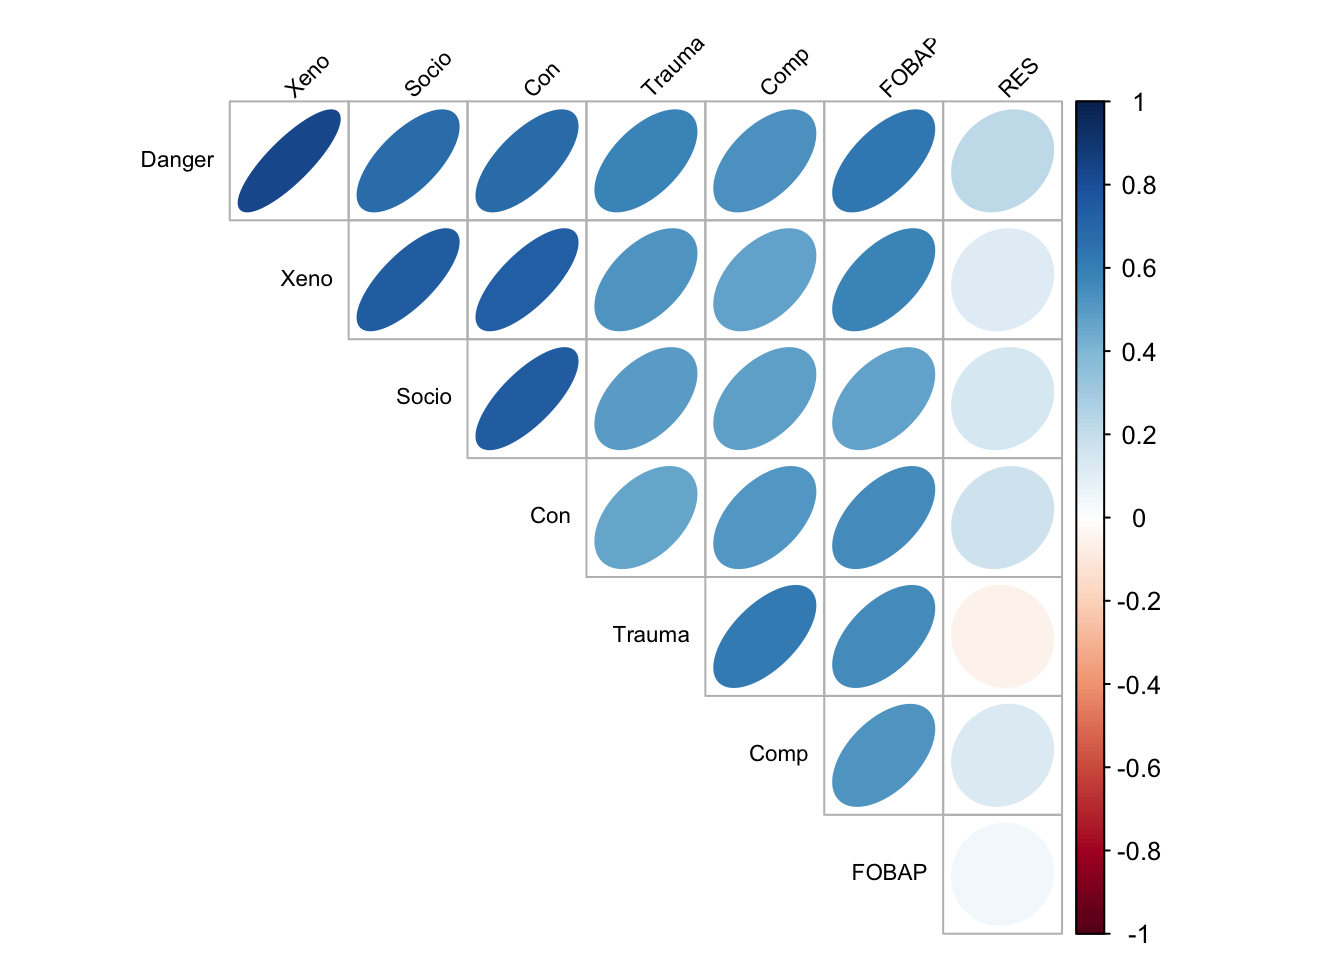 Xeno
Socio
Con
Trauma
Comp
FOBAP
RES
Danger
Xeno
Socio
Con
Trauma
Comp
FOBAP
1
0.8
0.6
0.4
0.2
0
-0.2
-0.4
-0.6
-0.8
-1